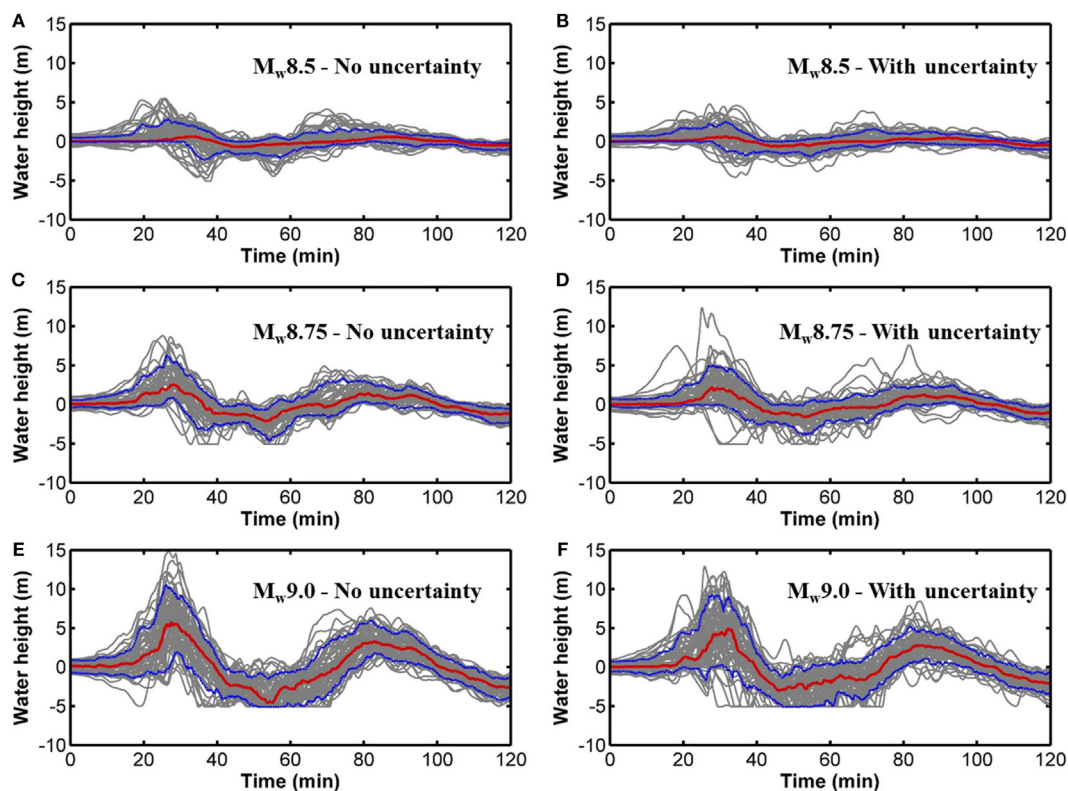 A
Water height (m)
15
10
5
0
-5
-10
M_w8.5 - No uncertainty
0 20 40 60 80 100 120
Time (min)
B
Water height (m)
15
10
5
0
-5
-10
M_w8.5 - With uncertainty
0 20 40 60 80 100 120
Time (min)
C
Water height (m)
15
10
5
0
-5
-10
M_w8.75 - No uncertainty
0 20 40 60 80 100 120
Time (min)
D
Water height (m)
15
10
5
0
-5
-10
M_w8.75 - With uncertainty
0 20 40 60 80 100 120
Time (min)
E
Water height (m)
15
10
5
0
-5
-10
M_w9.0 - No uncertainty
0 20 40 60 80 100 120
Time (min)
F
Water height (m)
15
10
5
0
-5
-10
M_w9.0 - With uncertainty
0 20 40 60 80 100 120
Time (min)